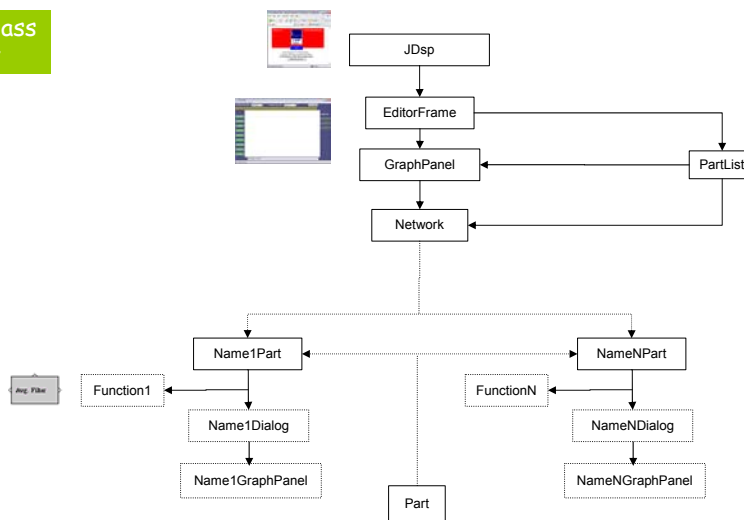 ass
JDsp
EditorFrame
GraphPanel
PartList
Network
Name1Part
NameNPart
Avg. Filter
Function1
FunctionN
Name1Dialog
NameNDialog
Name1GraphPanel
NameNGraphPanel
Part